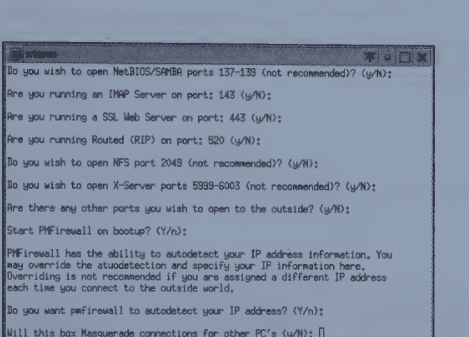 Do you wish to open NetBIOS/SAMBA ports 137-139 (not recommended)? (y/N):
Are you running an IMAP Server on port: 143 (y/N):
Are you running a SSL Web Server on port: 443 (y/N):
Are you running Routed (RIP) on port: 520 (y/N):
Do you wish to open NFS port 2049 (not recommended)? (y/N):
Do you wish to open X-Server ports 5999-6003 (not recommended)? (y/N):
Are there any other ports you wish to open to the outside? (y/N):
Start PMFirewall on bootup? (Y/n):
PMFirewall has the ability to autodetect your IP address information. You
may override the atuodetection and specify your IP information here.
Overriding is not recommended if you are assigned a different IP address
each time you connect to the outside world.
Do you want pmfirewall to autodetect your IP address? (Y/n):
Will this box Masquerade connections for other PC's (y/N):